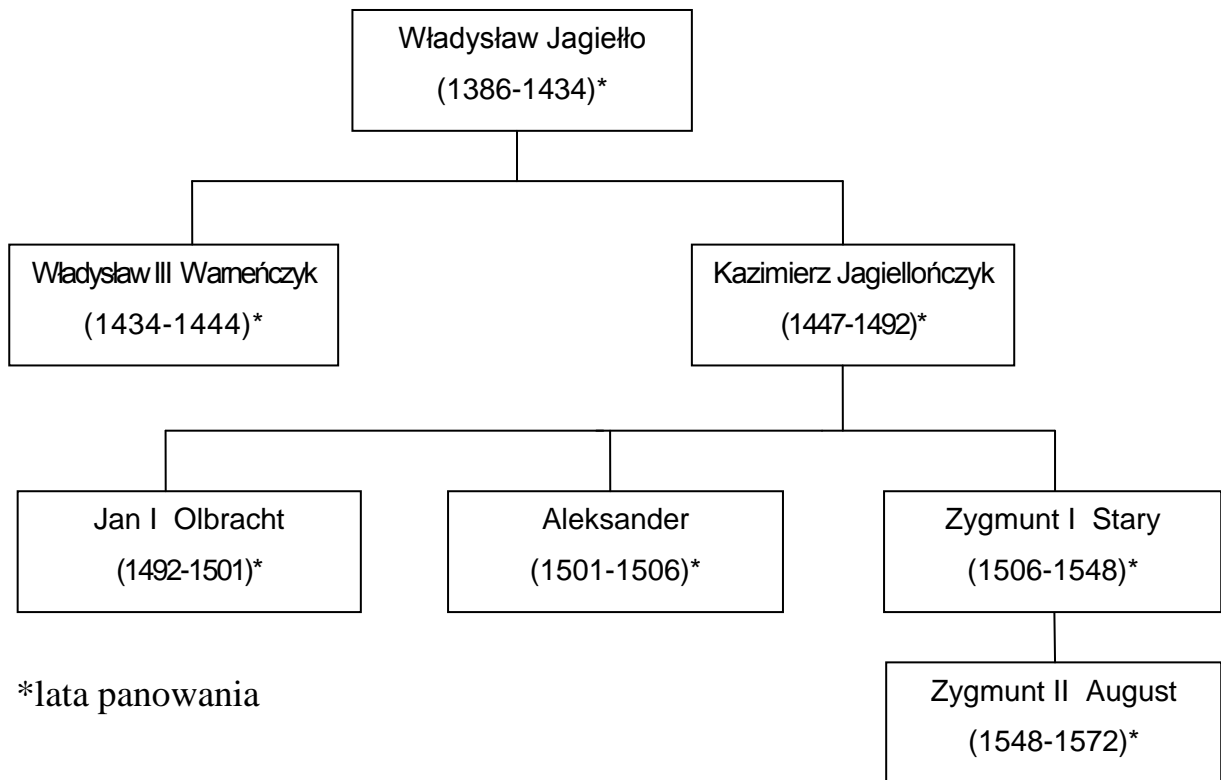 Władysław Jagiełło
(1386-1434)*
Władysław III Warneńczyk
(1434-1444)*
Kazimierz Jagiellończyk
(1447-1492)*
Jan I Olbracht
(1492-1501)*
Aleksander
(1501-1506)*
Zygmunt I Stary
(1506-1548)*
*lata panowania
Zygmunt II August
(1548-1572)*